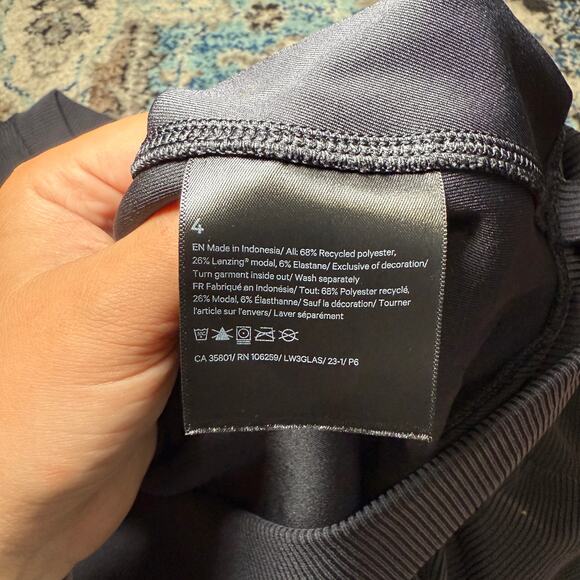 4
EN Made in Indonesia/ All: 68% Recycled polyester,
26% Lenzing® modal, 6% Elastane/ Exclusive of decoration/
Turn garment inside out/ Wash separately
FR Fabriqué en Indonésie/ Tout: 68% Polyester recyclé,
26% Modal, 6% Élasthanne/ Sauf la décoration/ Tourner
l'article sur l'envers/ Laver séparément
CA 35801/ RN 106259/ LW3GLAS/ 23-1/ P6